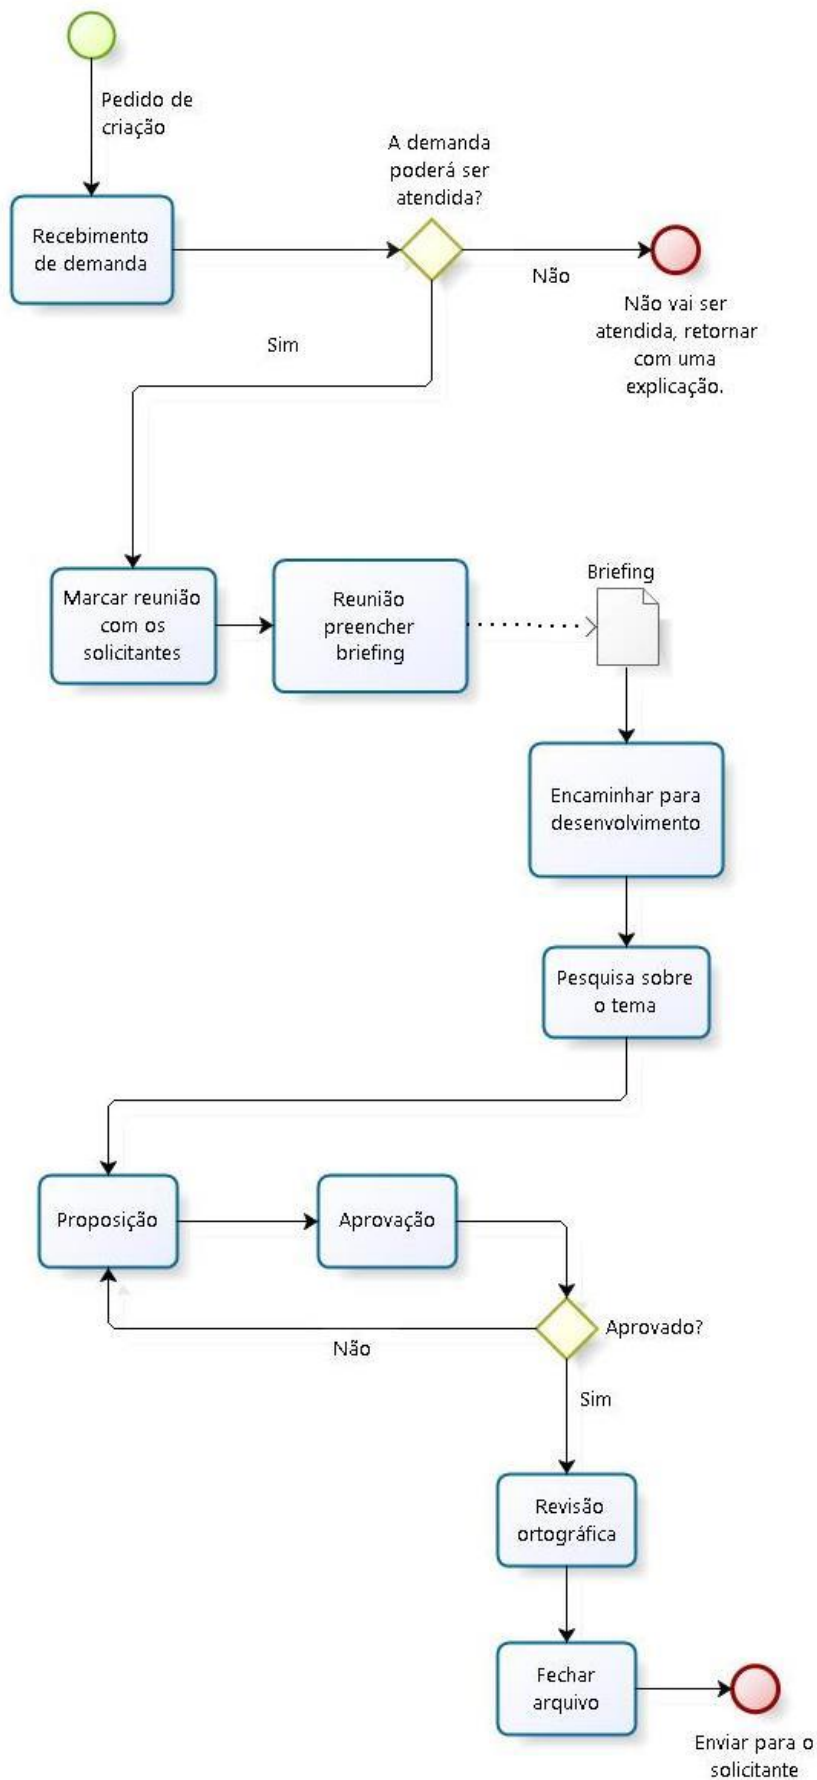 Pedido de
criação
A demanda
poderá ser
atendida?
Recebimento
de demanda
Não
Não vai ser
atendida, retornar
com uma
explicação.
Sim
Marcar reunião
com os
solicitantes
Reunião
preencher
briefing
Briefing
Encaminhar para
desenvolvimento
Pesquisa sobre
o tema
Proposição
Aprovação
Aprovado?
Não
Sim
Revisão
ortográfica
Fechar
arquivo
Enviar para o
solicitante